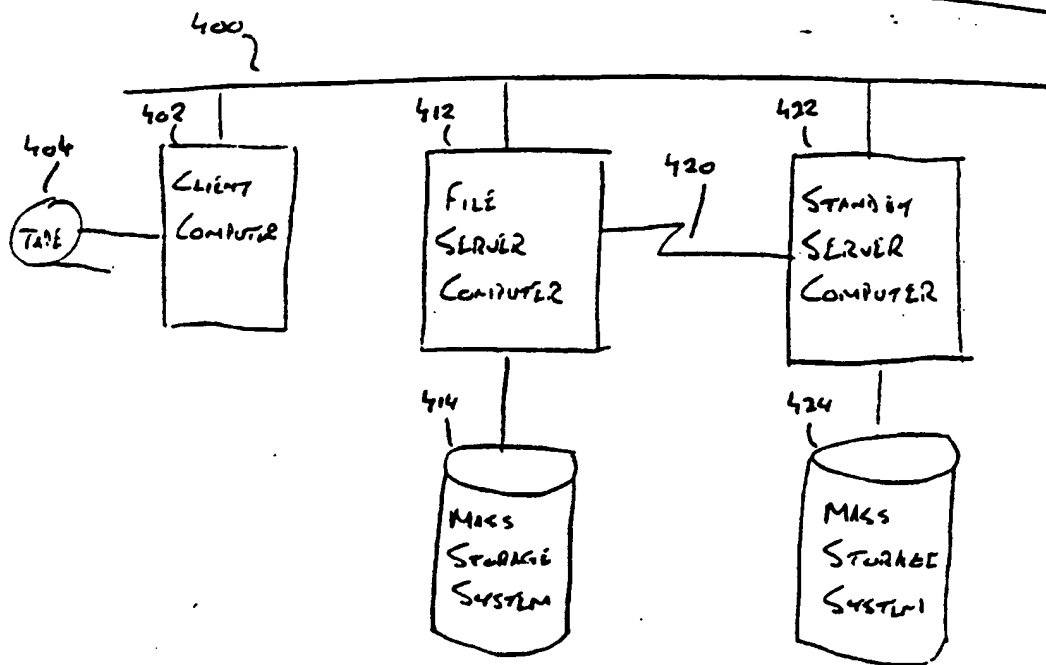 400
402
412
422
404
420
CLIENT
COMPUTER
TAPE
FILE
SERVER
COMPUTER
STANDBY
SERVER
COMPUTER
414
424
MASS
STORAGE
SYSTEM
MASS
STORAGE
SYSTEM